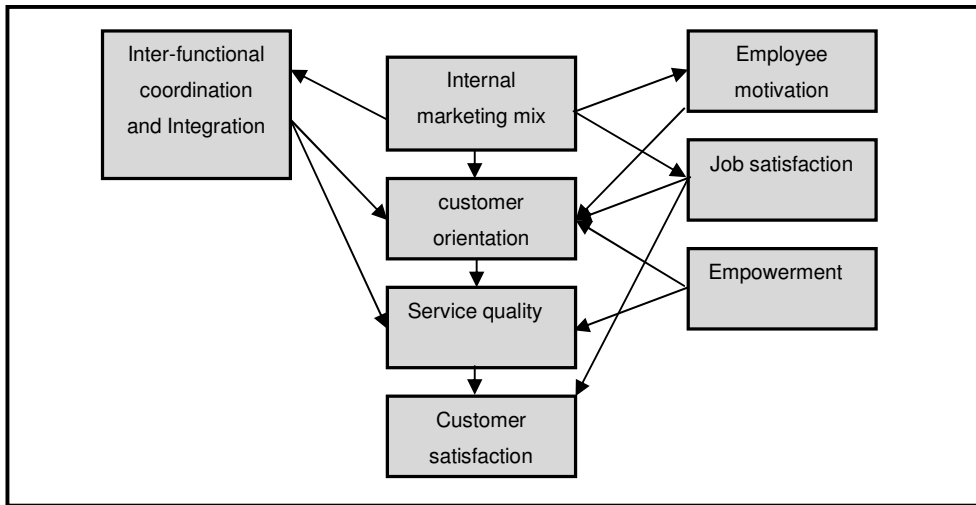 Inter-functional
coordination
and Integration
Internal
marketing mix
Employee
motivation
Job satisfaction
customer
orientation
Empowerment
Service quality
Customer
satisfaction